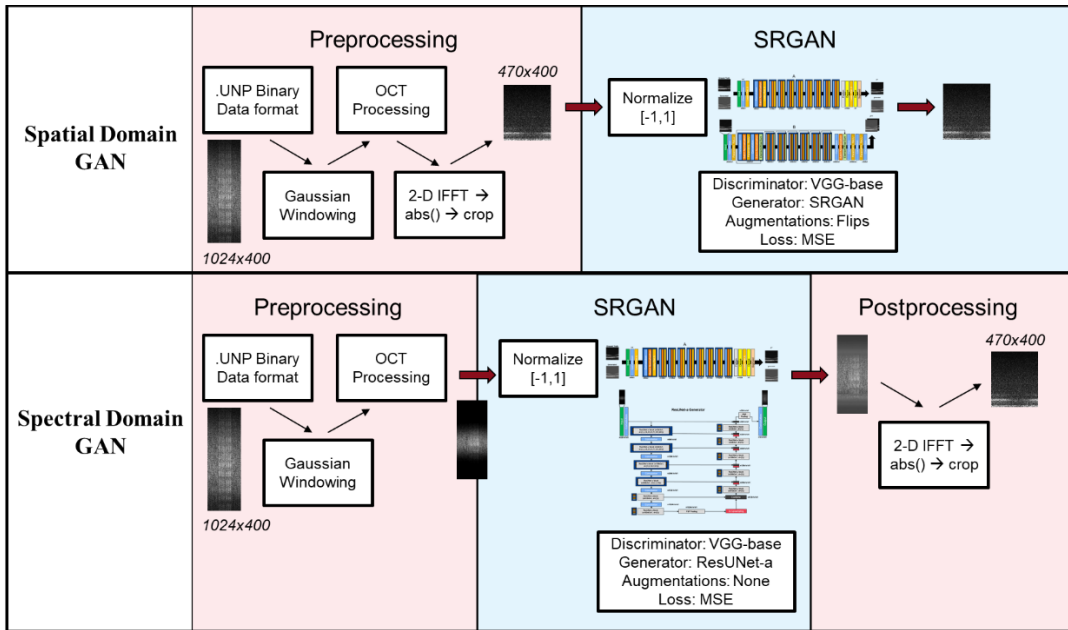 Preprocessing
SRGAN
Spatial Domain
GAN
.UNP Binary
Data format
OCT
Processing
470x400
Gaussian
Windowing
2-D IFFT →
abs() → crop
1024x400
Normalize
[-1,1]
Discriminator: VGG-base
Generator: SRGAN
Augmentations: Flips
Loss: MSE
Preprocessing
SRGAN
Postprocessing
Spectral Domain
GAN
.UNP Binary
Data format
OCT
Processing
Gaussian
Windowing
1024x400
Normalize
[-1,1]
Discriminator: VGG-base
Generator: ResUNet-a
Augmentations: None
Loss: MSE
470x400
2-D IFFT →
abs() → crop